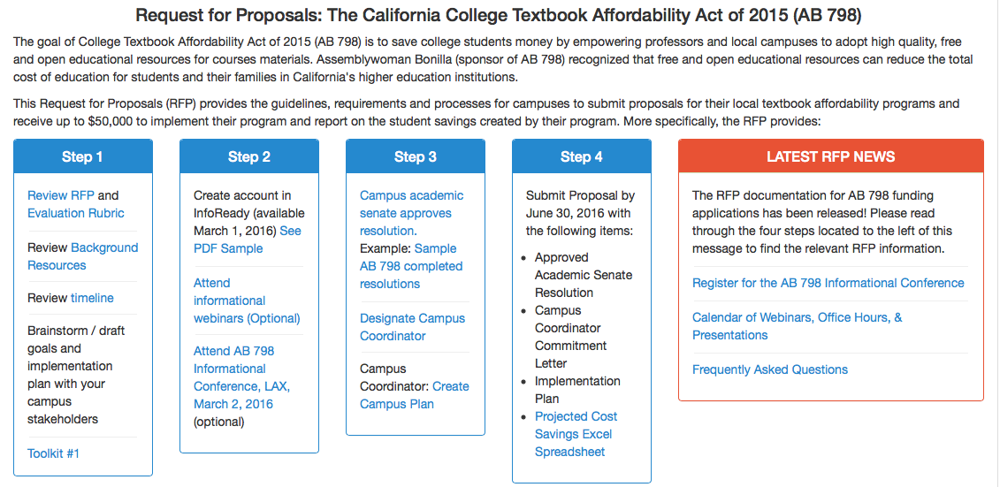 Request for Proposals: The California College Textbook Affordability Act of 2015 (AB 798)
The goal of College Textbook Affordability Act of 2015 (AB 798) is to save college students money by empowering professors and local campuses to adopt high quality, free
and open educational resources for courses materials. Assemblywoman Bonilla (sponsor of AB 798) recognized that free and open educational resources can reduce the total
cost of education for students and their families in California's higher education institutions.
This Request for Proposals (RFP) provides the guidelines, requirements and processes for campuses to submit proposals for their local textbook affordability programs and
receive up to $50,000 to implement their program and report on the student savings created by their program. More specifically, the RFP provides:
Step 1
Review RFP and
Evaluation Rubric
Review Background
Resources
Review timeline
Brainstorm / draft
goals and
implementation
plan with your
campus
stakeholders
Toolkit #1
Step 2
Create account in
InfoReady (available
March 1, 2016) See
PDF Sample
Attend
informational
webinars (Optional)
Attend AB 798
Informational
Conference, LAX,
March 2, 2016
(optional)
Step 3
Campus academic
senate approves
resolution.
Example: Sample
AB 798 completed
resolutions
Designate Campus
Coordinator
Campus
Coordinator: Create
Campus Plan
Step 4
Submit Proposal by
June 30, 2016 with
the following items:
• Approved
Academic Senate
Resolution
• Campus
Coordinator
Commitment
Letter
• Implementation
Plan
• Projected Cost
Savings Excel
Spreadsheet
LATEST RFP NEWS
The RFP documentation for AB 798 funding
applications has been released! Please read
through the four steps located to the left of this
message to find the relevant RFP information.
Register for the AB 798 Informational Conference
Calendar of Webinars, Office Hours, &
Presentations
Frequently Asked Questions